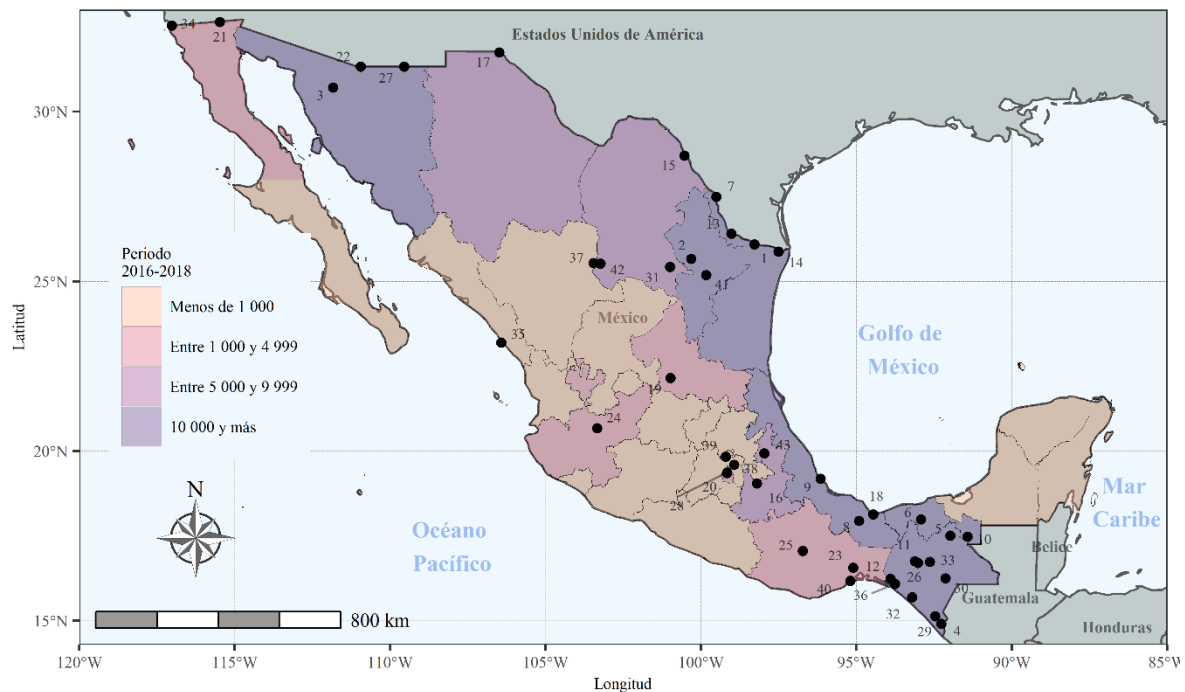 34
21
Estados Unidos de América
22
27
17
3
30°N
15
7
13
2
1
14
Periodo
2016-2018
37
42
31
41
25°N
Menos de 1 000
México
Golfo de
México
35
Entre 1 000 y 4 999
Entre 5 000 y 9 999
19
10 000 y más
24
39
43
20°N
38
20
16
9
28
18
6
Mar
Caribe
N
Océano
Pacífico
8
5
10
25
23
11
Belice
12
33
26
30
36
40
Guatemala
32
800 km
29
4
Honduras
15°N
120°W
115°W
110°W
105°W
100°W
95°W
90°W
85°W
Longitud
Latitud